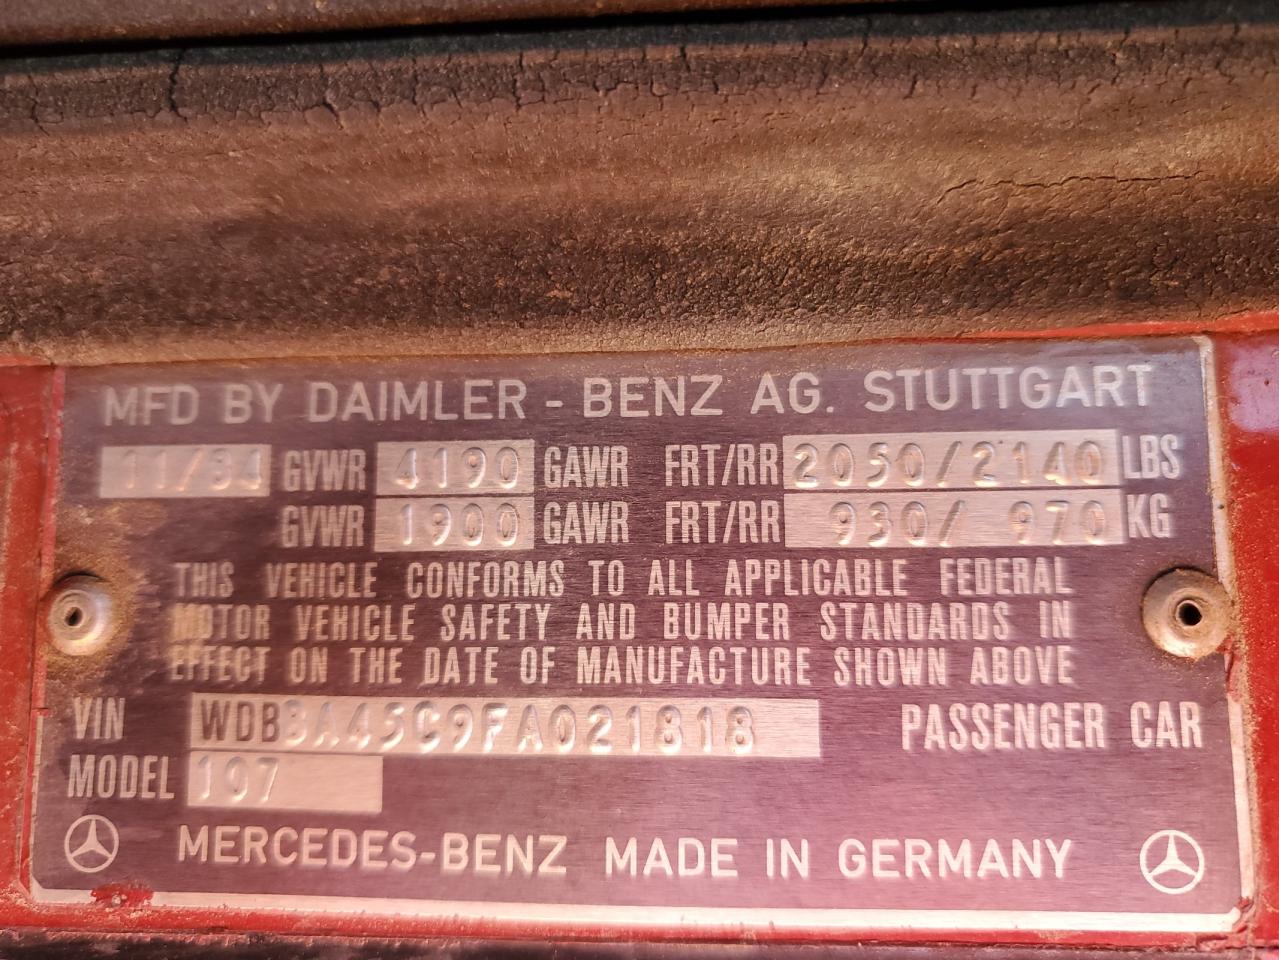 MFD BY DAIMLER - BENZ AG. STUTTGART
11/84 GVWR 4190 GAWR FRT/RR 2050/2140 LBS
GVWR 1900 GAWR FRT/RR 930/ 970 KG
THIS VEHICLE CONFORMS TO ALL APPLICABLE FEDERAL
MOTOR VEHICLE SAFETY AND BUMPER STANDARDS IN
EFFECT ON THE DATE OF MANUFACTURE SHOWN ABOVE
VIN WDBBA45C9FA021818 PASSENGER CAR
MODEL 107
MERCEDES-BENZ MADE IN GERMANY